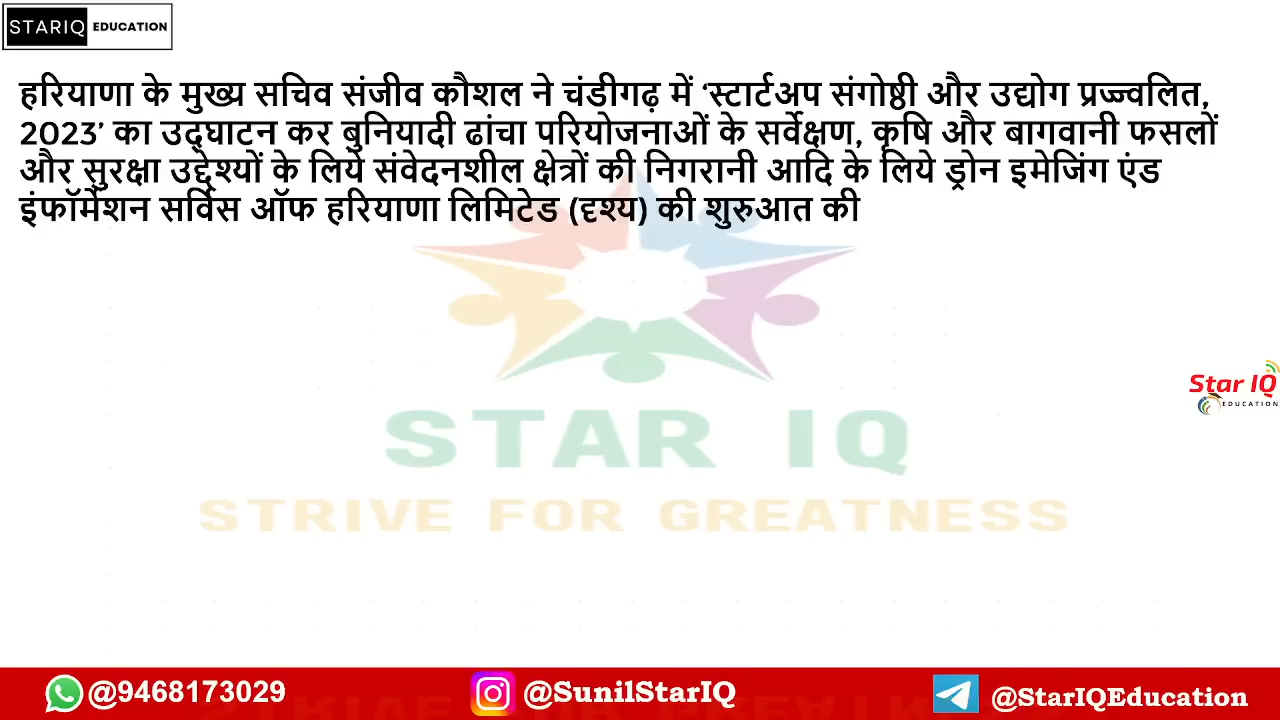 STARIQ EDUCATION
हरियाणा के मुख्य सचिव संजीव कौशल ने चंडीगढ़ में ‘स्टार्टअप संगोष्ठी और उद्योग प्रज्ज्वलित,
2023’ का उद्घाटन कर बुनियादी ढांचा परियोजनाओं के सर्वेक्षण, कृषि और बागवानी फसलों
और सुरक्षा उद्देश्यों के लिये संवेदनशील क्षेत्रों की निगरानी आदि के लिये ड्रोन इमेजिंग एंड
इंफॉर्मेशन सर्विस ऑफ हरियाणा लिमिटेड (दृश्य) की शुरुआत की
Star IQ
EDUCATION
STAR IQ
STRIVE FOR GREATNESS
@9468173029 @SunilStarIQ @StarIQEducation